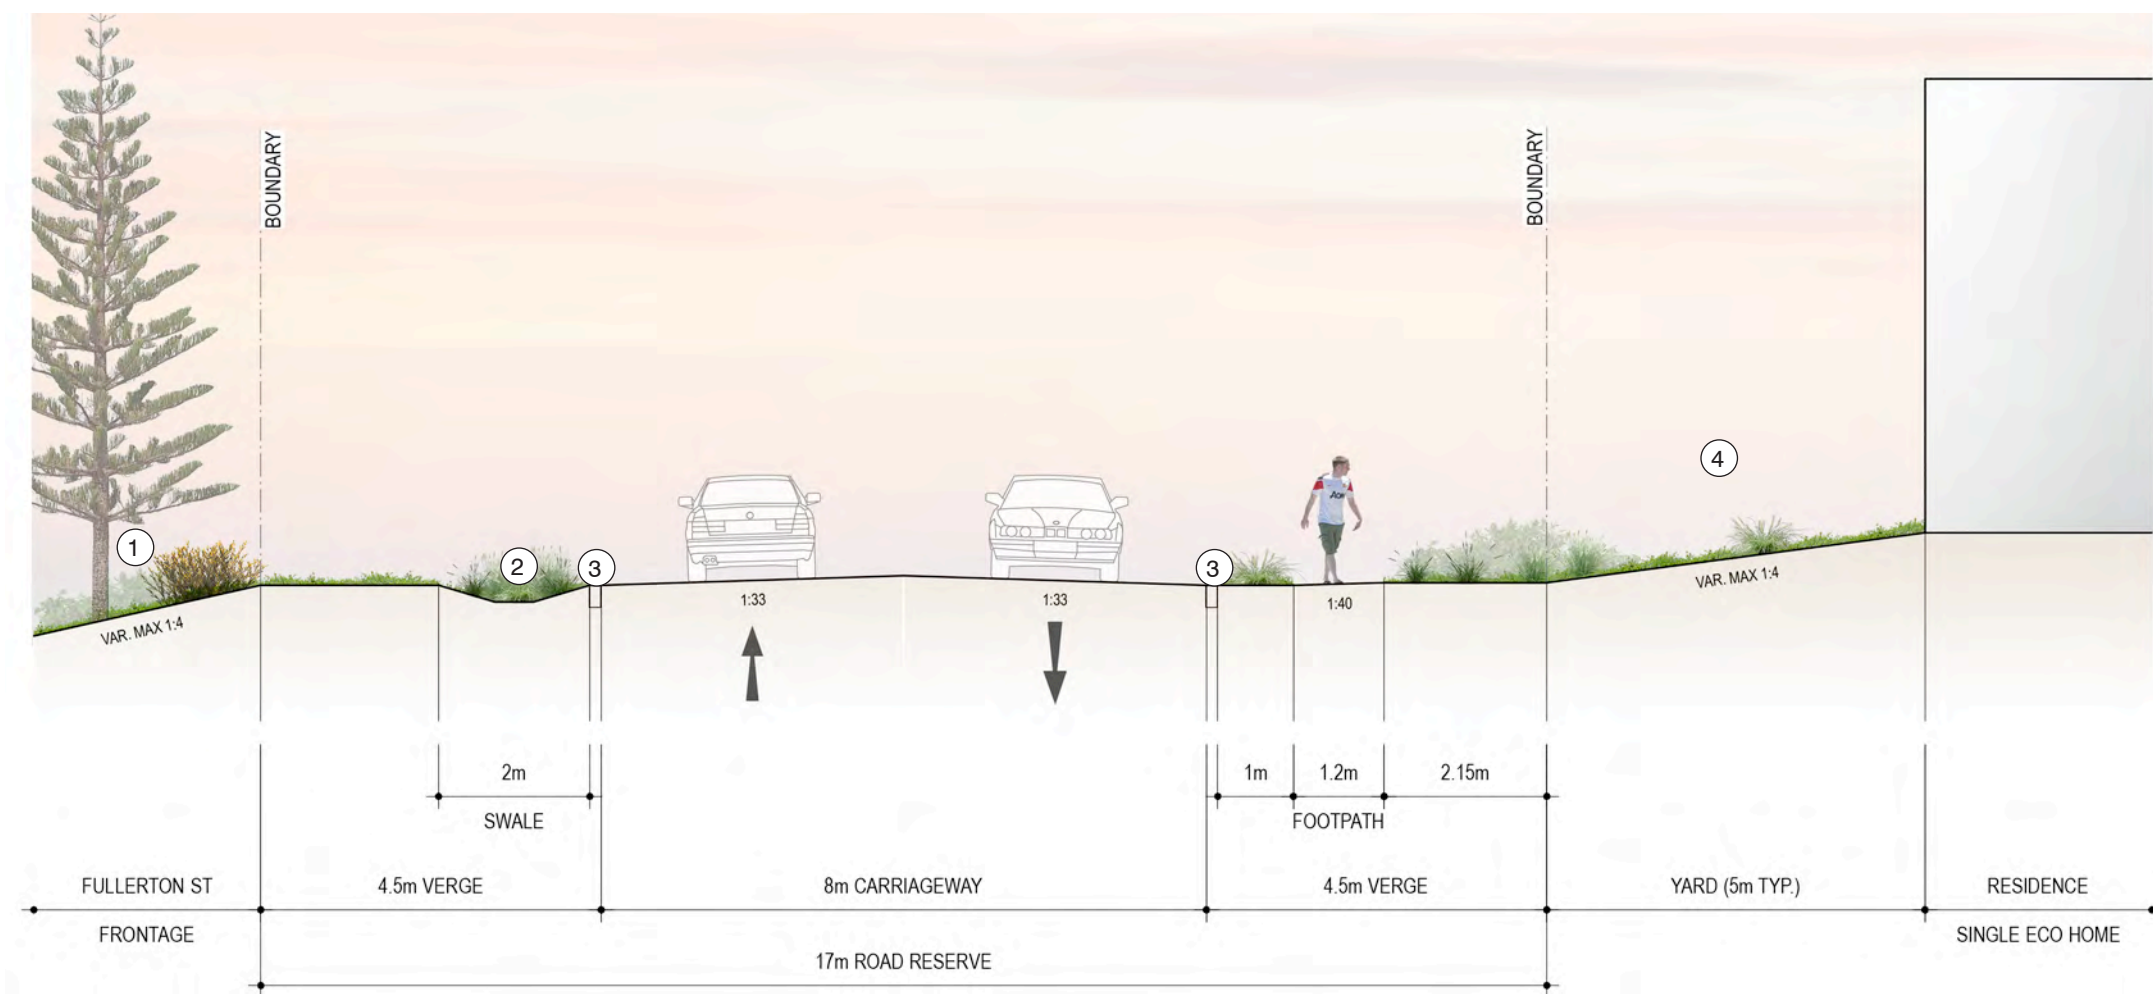 BOUNDARY
BOUNDARY
4
1
2
3
3
VAR. MAX 1:4
1:33
1:33
1:40
VAR. MAX 1:4
2m
1m
1.2m
2.15m
SWALE
FOOTPATH
FULLERTON ST
4.5m VERGE
8m CARRIAGEWAY
4.5m VERGE
YARD (5m TYP.)
RESIDENCE
FRONTAGE
SINGLE ECO HOME
17m ROAD RESERVE